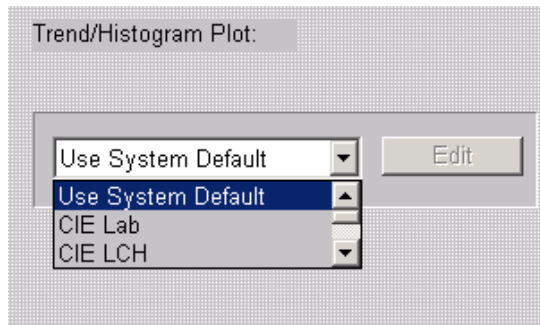 Trend/Histogram Plot:
Use System Default
Edit
Use System Default
CIE Lab
CIE LCH